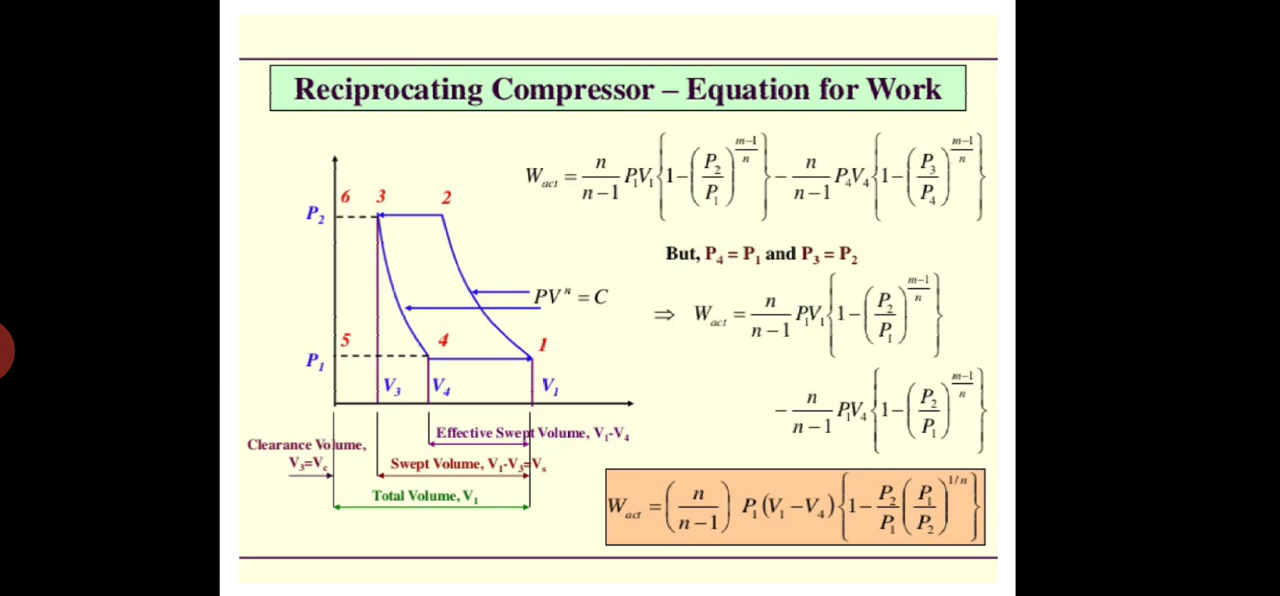 Reciprocating Compressor – Equation for Work
W_act = n/(n−1) P₁V₁{1−(P₂/P₁)^((m−1)/n)} − n/(n−1) P₄V₄{1−(P₃/P₄)^((m−1)/n)}
6 3 2
P₂
But, P₄ = P₁ and P₃ = P₂
PVⁿ = C
⇒ W_act = n/(n−1) P₁V₁{1−(P₂/P₁)^((m−1)/n)}
5 4 1
P₁
V₃ V₄ V₁
− n/(n−1) P₁V₄{1−(P₂/P₁)^((m−1)/n)}
Effective Swept Volume, V₁-V₄
Clearance Volume,
V₃=V_c
Swept Volume, V₁-V₃=V_s
Total Volume, V₁
W_act = (n/(n−1)) P₁(V₁−V₄){1−P₂/P₁(P₁/P₂)^(1/n)}